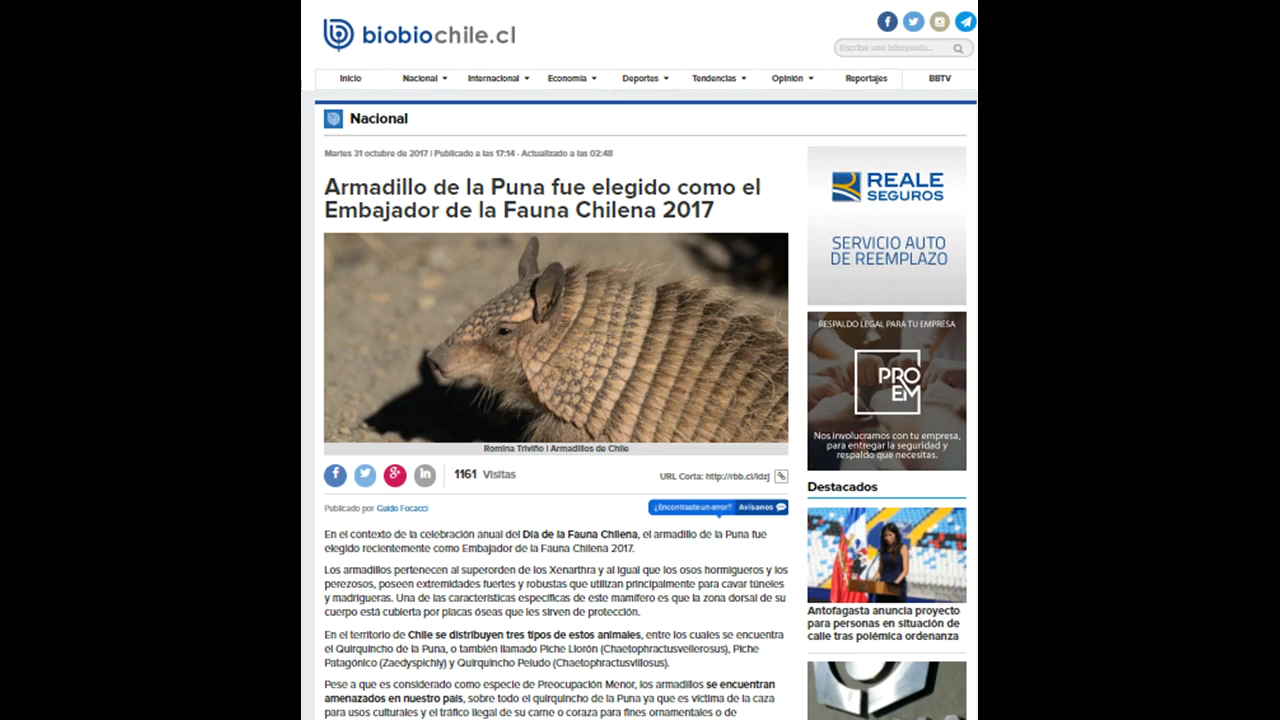 biobiochile.cl
Escribe una búsqueda...
Inicio Nacional Internacional Economía Deportes Tendencias Opinión Reportajes BBTV
Nacional
Martes 31 octubre de 2017 | Publicado a las 17:14 · Actualizado a las 02:48
Armadillo de la Puna fue elegido como el
Embajador de la Fauna Chilena 2017
Romina Triviño | Armadillos de Chile
1161 Visitas
URL Corta: http://rbb.cl/idzj
Publicado por Guido Focacci
¿Encontraste un error? Avísanos
En el contexto de la celebración anual del Día de la Fauna Chilena, el armadillo de la Puna fue
elegido recientemente como Embajador de la Fauna Chilena 2017.
Los armadillos pertenecen al superorden de los Xenarthra y al igual que los osos hormigueros y los
perezosos, poseen extremidades fuertes y robustas que utilizan principalmente para cavar túneles
y madrigueras. Una de las características específicas de este mamífero es que la zona dorsal de su
cuerpo está cubierta por placas óseas que les sirven de protección.
En el territorio de Chile se distribuyen tres tipos de estos animales, entre los cuales se encuentra
el Quirquincho de la Puna, o también llamado Piche Llorón (Chaetophractusvellerosus), Piche
Patagónico (Zaedyspichiy) y Quirquincho Peludo (Chaetophractusvillosus).
Pese a que es considerado como especie de Preocupación Menor, los armadillos se encuentran
amenazados en nuestro país, sobre todo el quirquincho de la Puna ya que es víctima de la caza
para usos culturales y el tráfico ilegal de su carne o coraza para fines ornamentales o de
REALE
SEGUROS
SERVICIO AUTO
DE REEMPLAZO
RESPALDO LEGAL PARA TU EMPRESA
PRO
EM
Nos involucramos con tu empresa,
para entregar la seguridad y
respaldo que necesitas.
Destacados
Antofagasta anuncia proyecto
para personas en situación de
calle tras polémica ordenanza